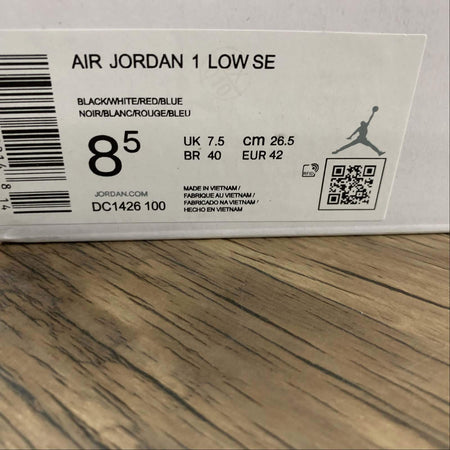 AIR JORDAN 1 LOW SE
BLACK/WHITE/RED/BLUE
NOIR/BLANC/ROUGE/BLEU
8⁵
UK 7.5 cm 26.5
BR 40 EUR 42
JORDAN.COM
DC1426 100
MADE IN VIETNAM /
FABRIQUE AU VIETNAM /
FABRICADO NA VIETNAM /
HECHO EN VIETNAM
RFID